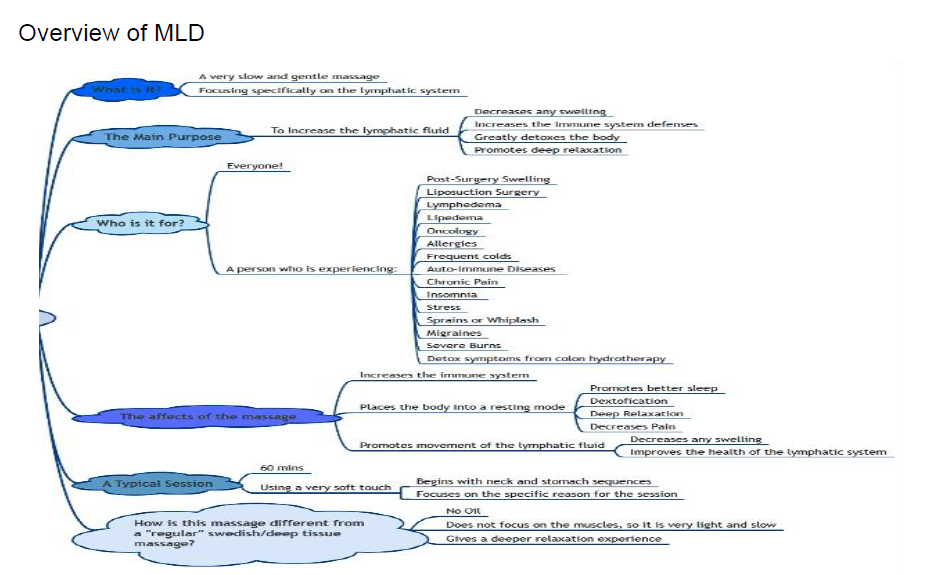 Overview of MLD
What is it?
A very slow and gentle massage
Focusing specifically on the lymphatic system
The Main Purpose
To Increase the lymphatic fluid
Decreases any swelling
Increases the immune system defenses
Greatly detoxes the body
Promotes deep relaxation
Who is it for?
Everyone!
A person who is experiencing:
Post-Surgery Swelling
Liposuction Surgery
Lymphedema
Lipedema
Oncology
Allergies
Frequent colds
Auto-Immune Diseases
Chronic Pain
Insomnia
Stress
Sprains or Whiplash
Migraines
Severe Burns
Detox symptoms from colon hydrotherapy
The affects of the massage
Increases the immune system
Places the body into a resting mode
Promotes better sleep
Dextofication
Deep Relaxation
Decreases Pain
Promotes movement of the lymphatic fluid
Decreases any swelling
Improves the health of the lymphatic system
A Typical Session
60 mins
Using a very soft touch
Begins with neck and stomach sequences
Focuses on the specific reason for the session
How is this massage different from
a "regular" swedish/deep tissue
massage?
No Oil
Does not focus on the muscles, so it is very light and slow
Gives a deeper relaxation experience